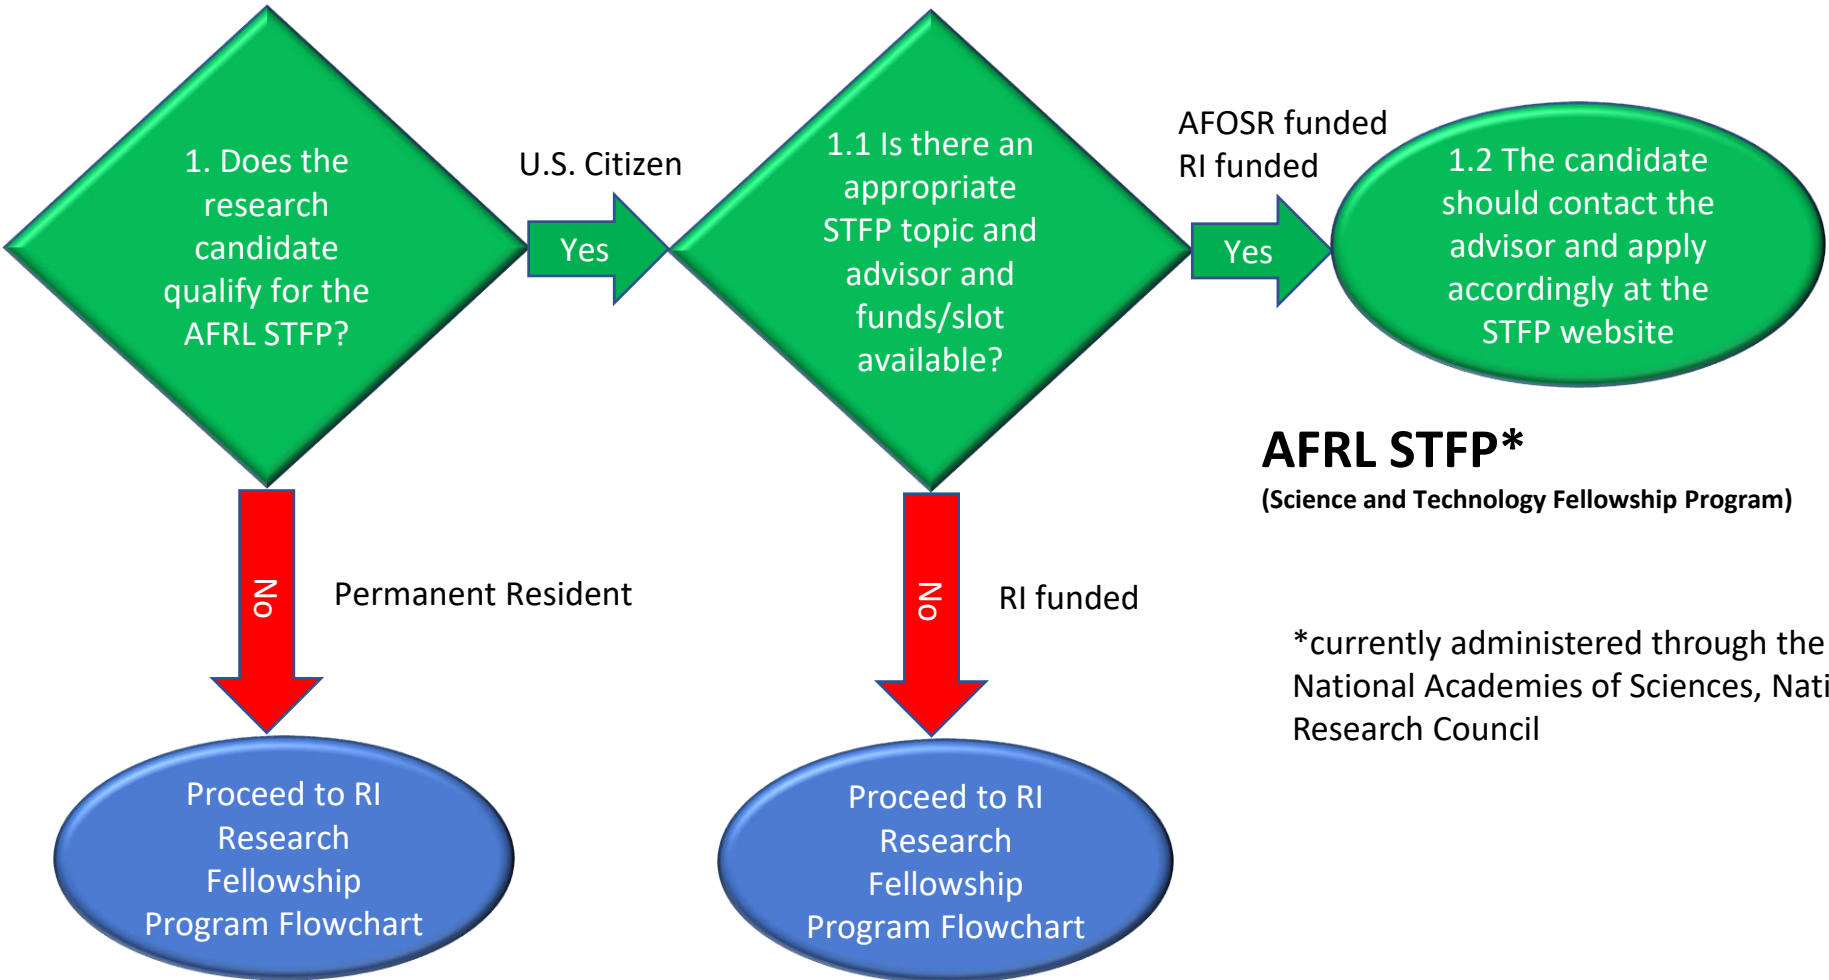 1. Does the
research
candidate
qualify for the
AFRL STFP?
U.S. Citizen
Yes
1.1 Is there an
appropriate
STFP topic and
advisor and
funds/slot
available?
AFOSR funded
RI funded
Yes
1.2 The candidate
should contact the
advisor and apply
accordingly at the
STFP website
AFRL STFP*
(Science and Technology Fellowship Program)
No
Permanent Resident
No
RI funded
*currently administered through the
National Academies of Sciences, Nati
Research Council
Proceed to RI
Research
Fellowship
Program Flowchart
Proceed to RI
Research
Fellowship
Program Flowchart